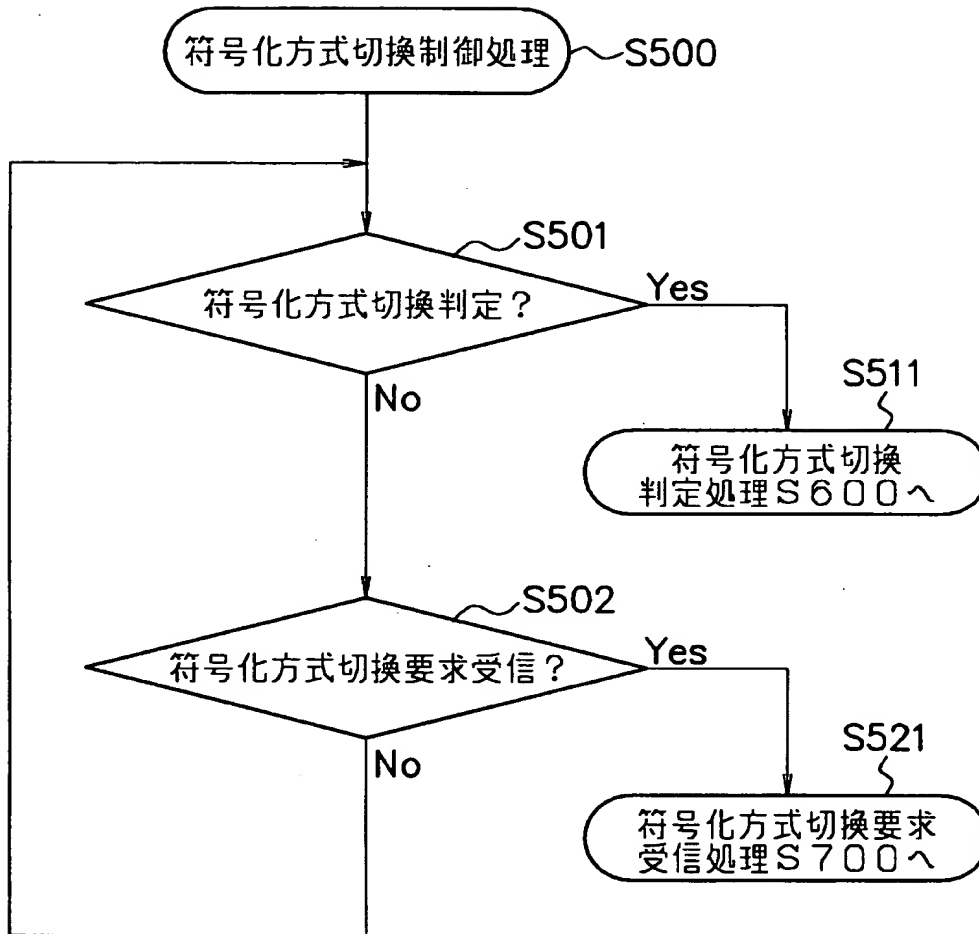 符号化方式切換制御処理
S500
S501
符号化方式切換判定？
Yes
No
S511
符号化方式切換
判定処理Ｓ６００へ
S502
符号化方式切換要求受信？
Yes
No
S521
符号化方式切換要求
受信処理Ｓ７００へ